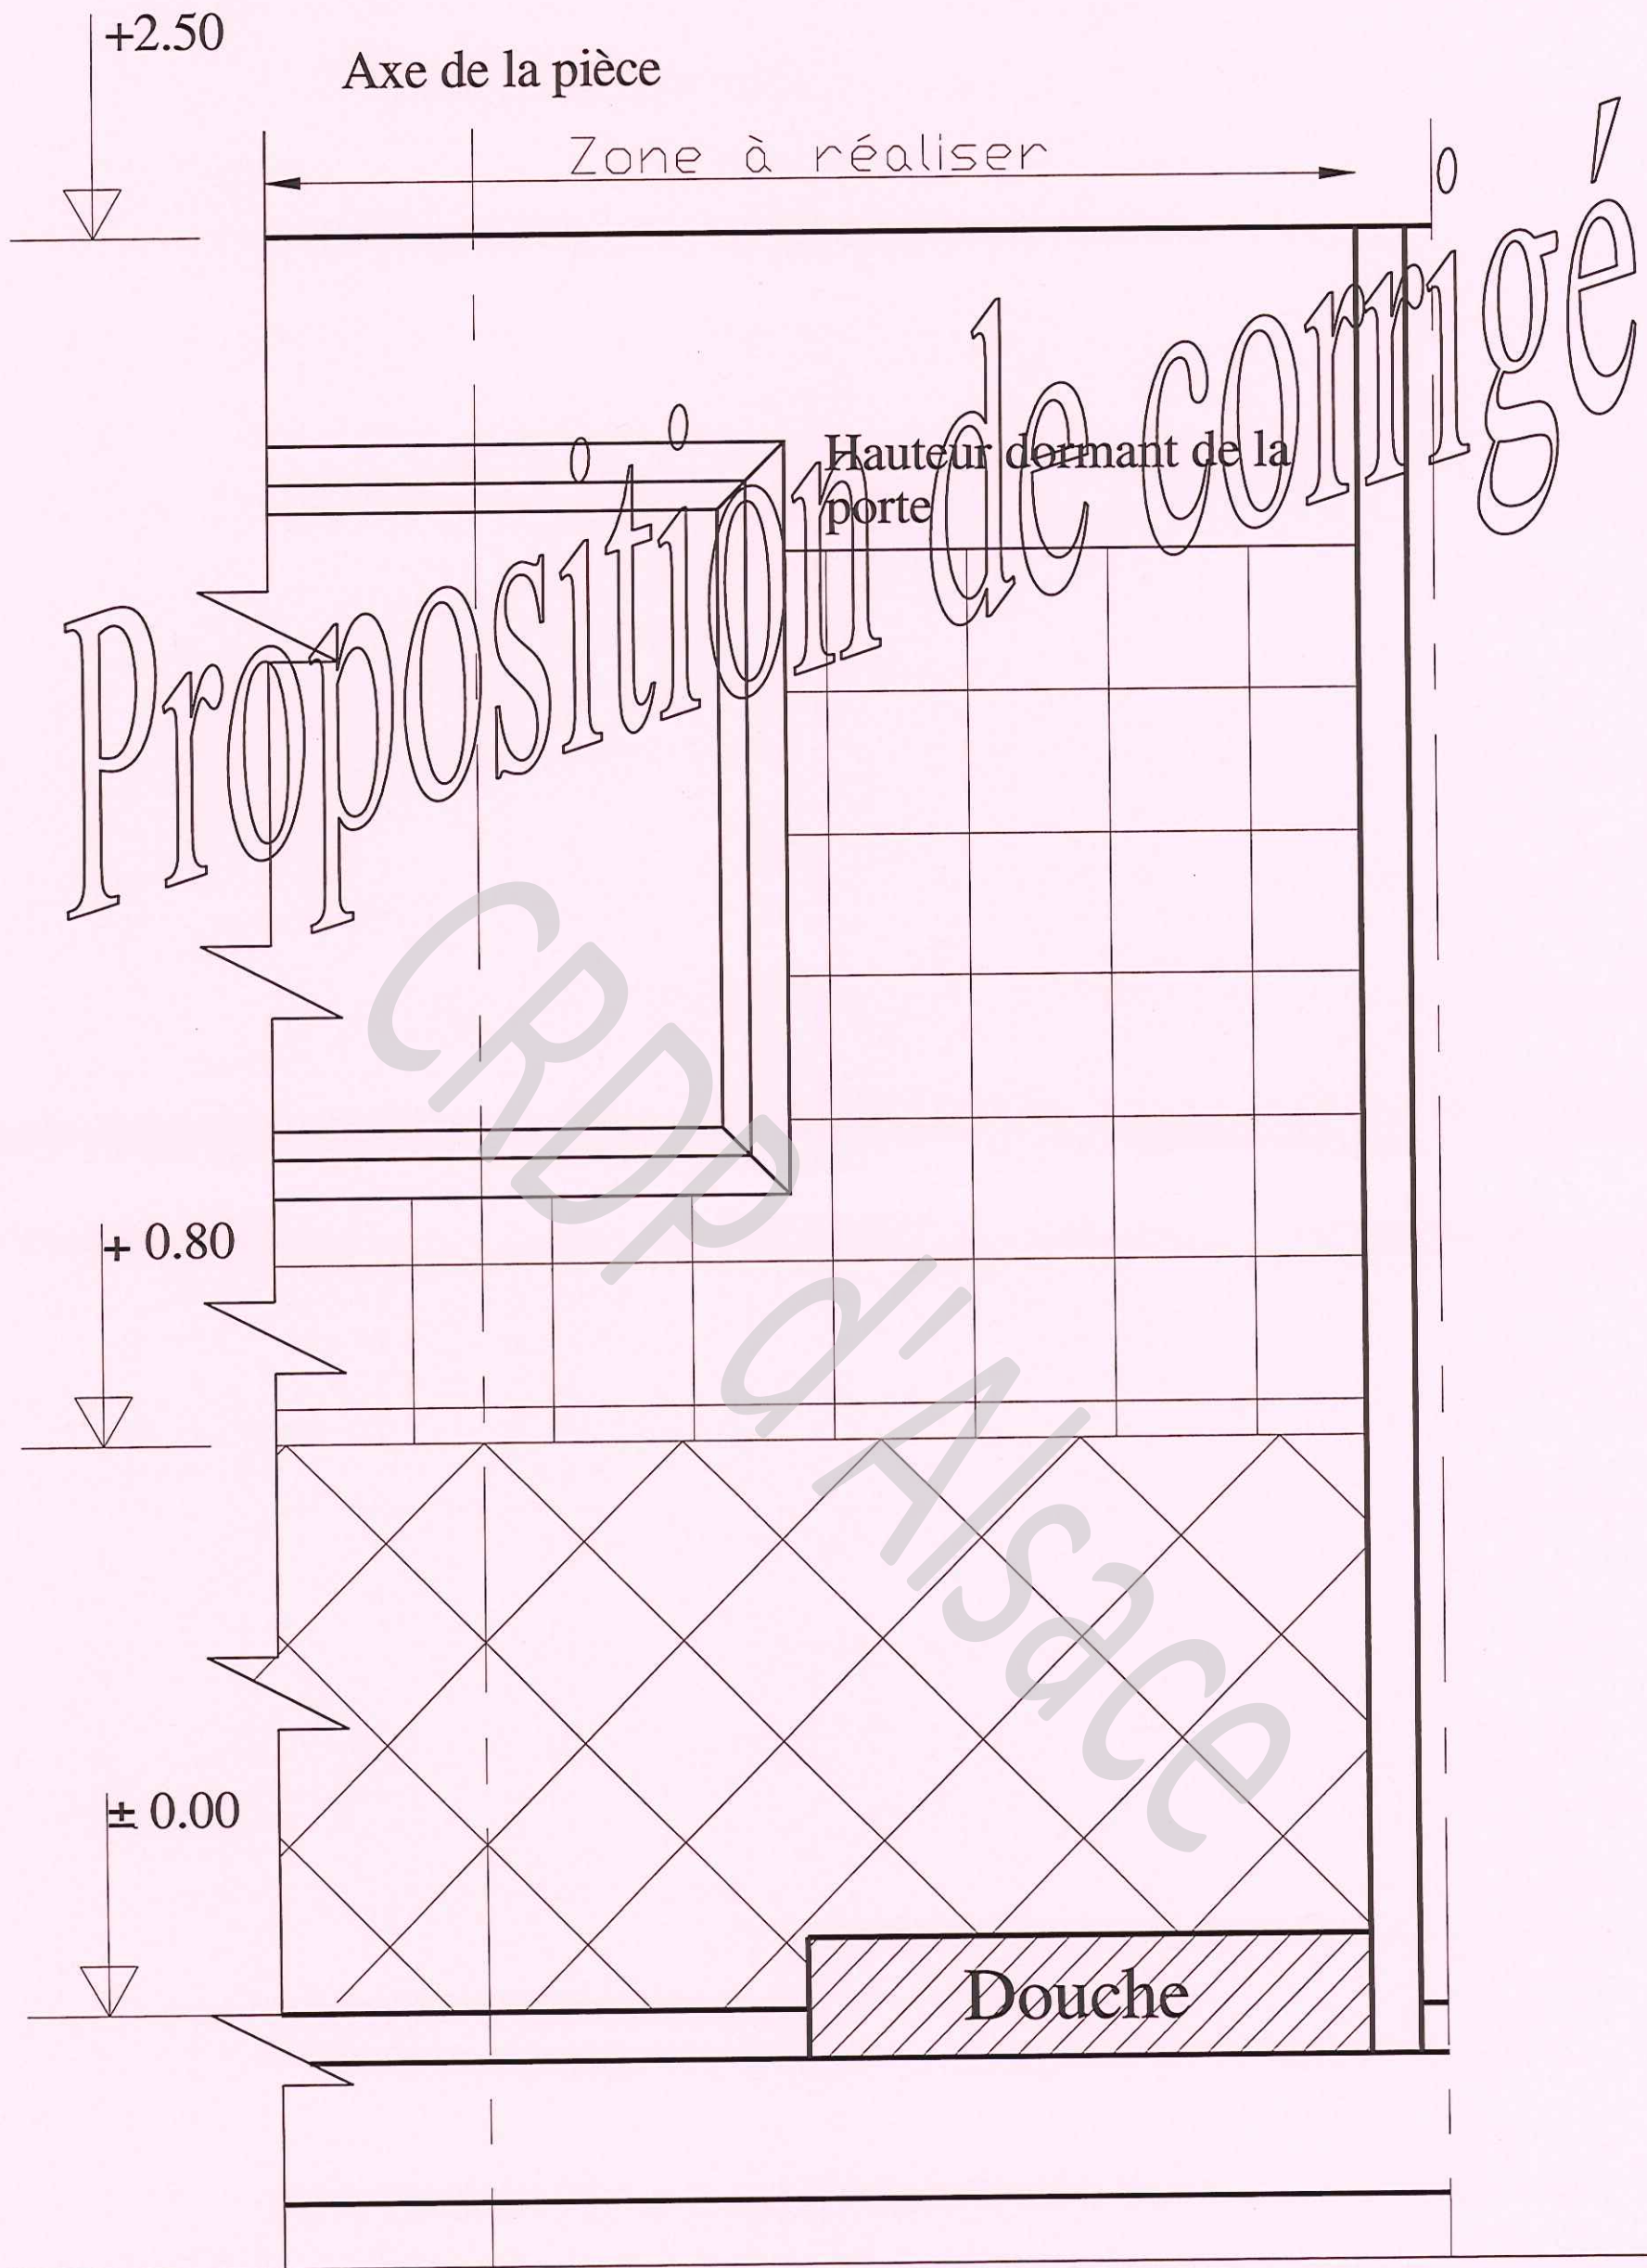 +2.50
Axe de la pièce
Zone à réaliser
Proposition de corrigé
Hauteur dormant de la
porte
CRDP d'Alsace
+ 0.80
± 0.00
Douche